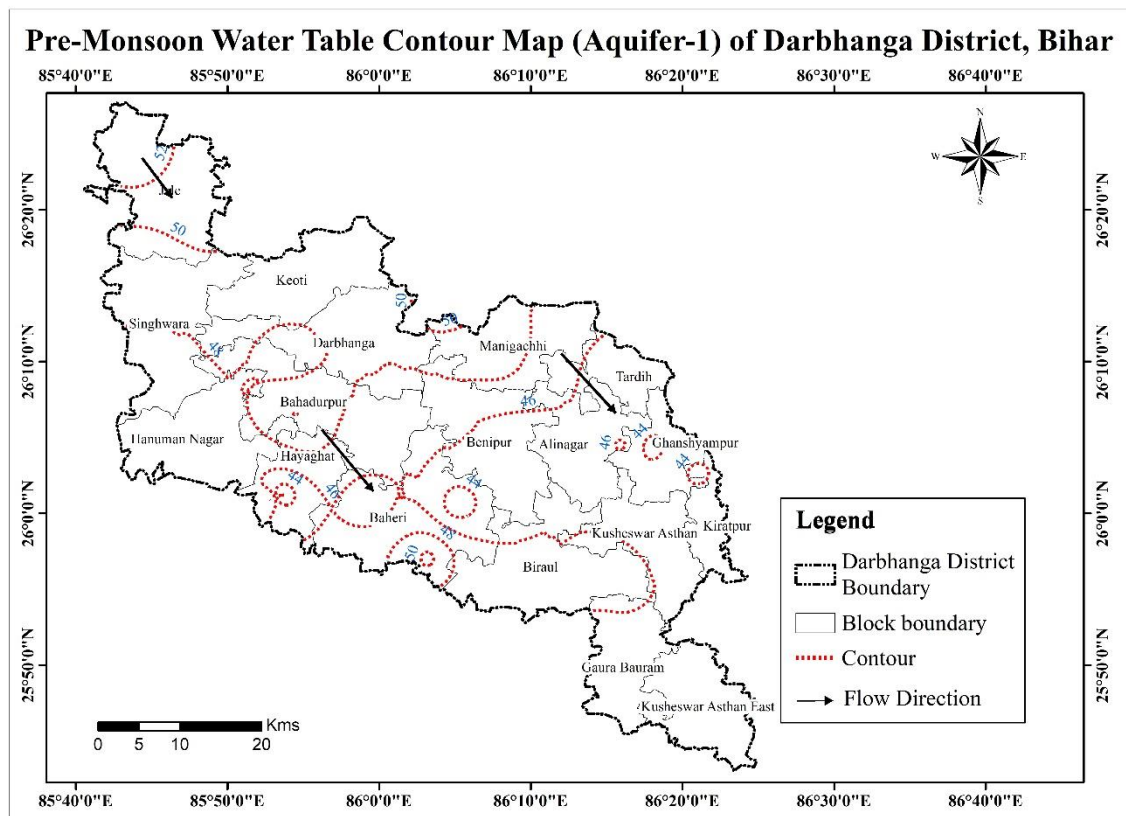 Pre-Monsoon Water Table Contour Map (Aquifer-1) of Darbhanga District, Bihar
85°40'0"E 85°50'0"E 86°0'0"E 86°10'0"E 86°20'0"E 86°30'0"E 86°40'0"E
N
W E
S
52
Jale
26°20'0"N 26°20'0"N
50
Keoti
50
50
Singhwara
48
Darbhanga
Manigachhi
26°10'0"N 26°10'0"N
Tardih
46
Bahadurpur
Hanuman Nagar
Hayaghat
Benipur
Alinagar
46
44
Ghanshyampur
44
44
46
44
26°0'0"N 26°0'0"N
Baheri
48
Kusheswar Asthan
Kiratpur
50
Biraul
Legend
Darbhanga District
Boundary
Block boundary
Contour
Flow Direction
25°50'0"N 25°50'0"N
Gaura Bauram
Kusheswar Asthan East
Kms
0 5 10 20
85°40'0"E 85°50'0"E 86°0'0"E 86°10'0"E 86°20'0"E 86°30'0"E 86°40'0"E